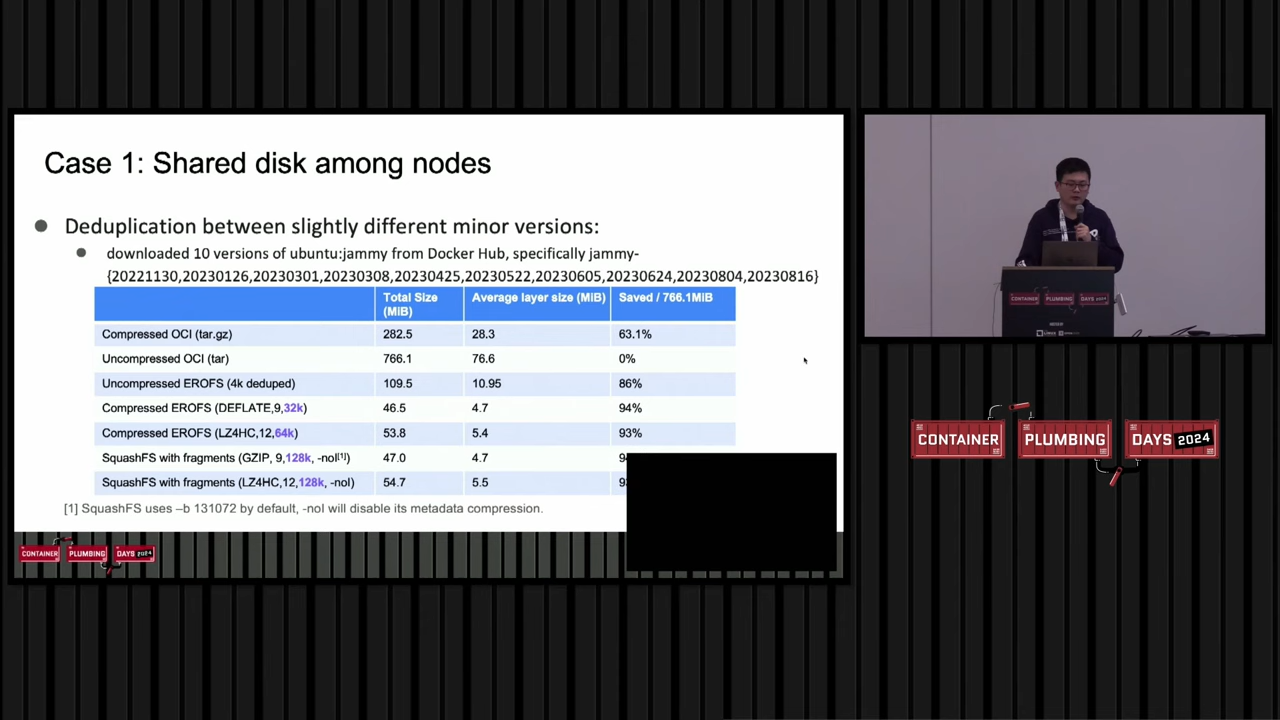 Case 1: Shared disk among nodes
Deduplication between slightly different minor versions:
downloaded 10 versions of ubuntu:jammy from Docker Hub, specifically jammy-
{20221130,20230126,20230301,20230308,20230425,20230522,20230605,20230624,20230804,20230816}
Total Size (MiB) Average layer size (MiB) Saved / 766.1MiB
Compressed OCI (tar.gz) 282.5 28.3 63.1%
Uncompressed OCI (tar) 766.1 76.6 0%
Uncompressed EROFS (4k deduped) 109.5 10.95 86%
Compressed EROFS (DEFLATE,9,32k) 46.5 4.7 94%
Compressed EROFS (LZ4HC,12,64k) 53.8 5.4 93%
SquashFS with fragments (GZIP, 9,128k, -noI[1]) 47.0 4.7
SquashFS with fragments (LZ4HC,12,128k, -noI) 54.7 5.5
[1] SquashFS uses –b 131072 by default, -noI will disable its metadata compression.
CONTAINER PLUMBING DAYS 2024
CONTAINER PLUMBING DAYS 2024
CONTAINER PLUMBING DAYS